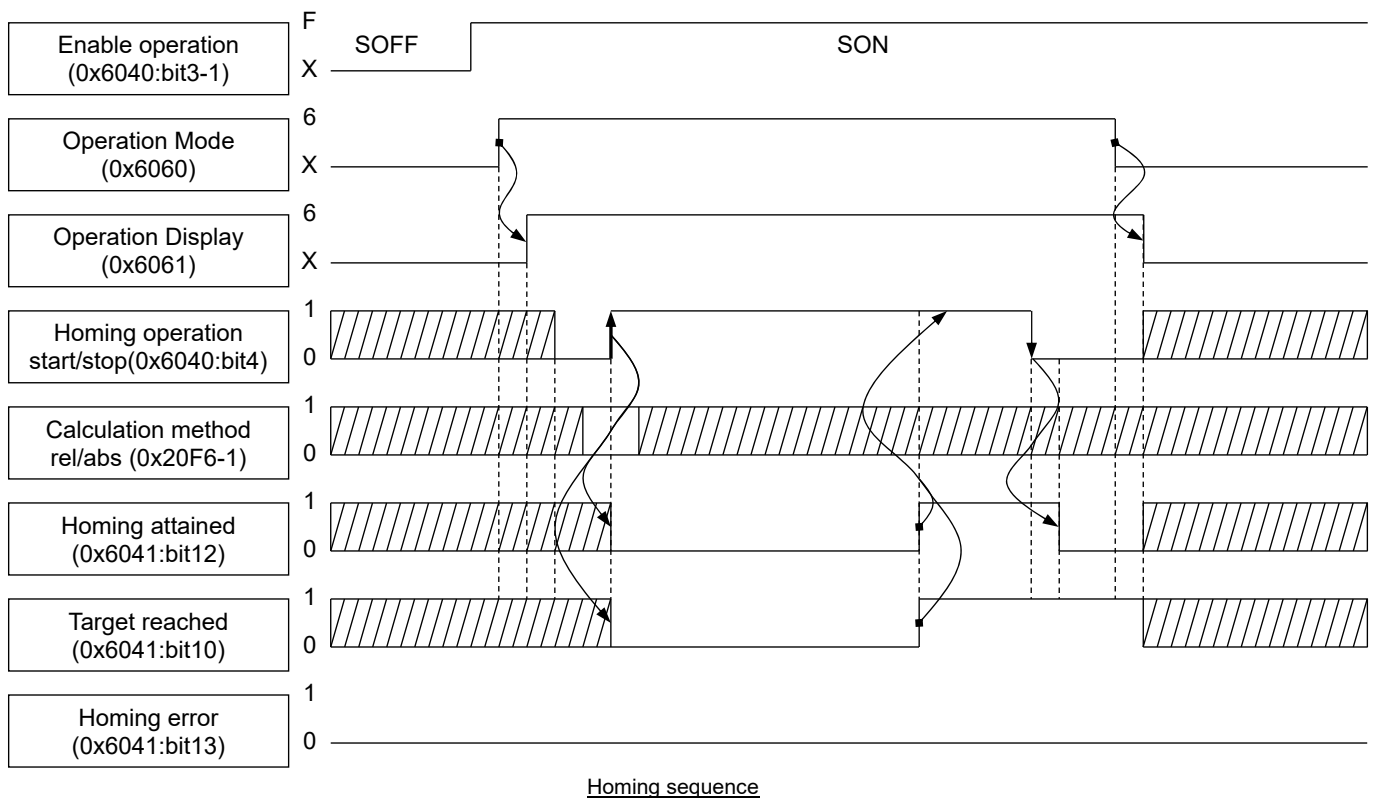 F
Enable operation
(0x6040:bit3-1)
SOFF
SON
X
6
Operation Mode
(0x6060)
X
6
Operation Display
(0x6061)
X
1
Homing operation
start/stop(0x6040:bit4)
0
1
Calculation method
rel/abs (0x20F6-1)
0
1
Homing attained
(0x6041:bit12)
0
1
Target reached
(0x6041:bit10)
0
1
Homing error
(0x6041:bit13)
0
Homing sequence